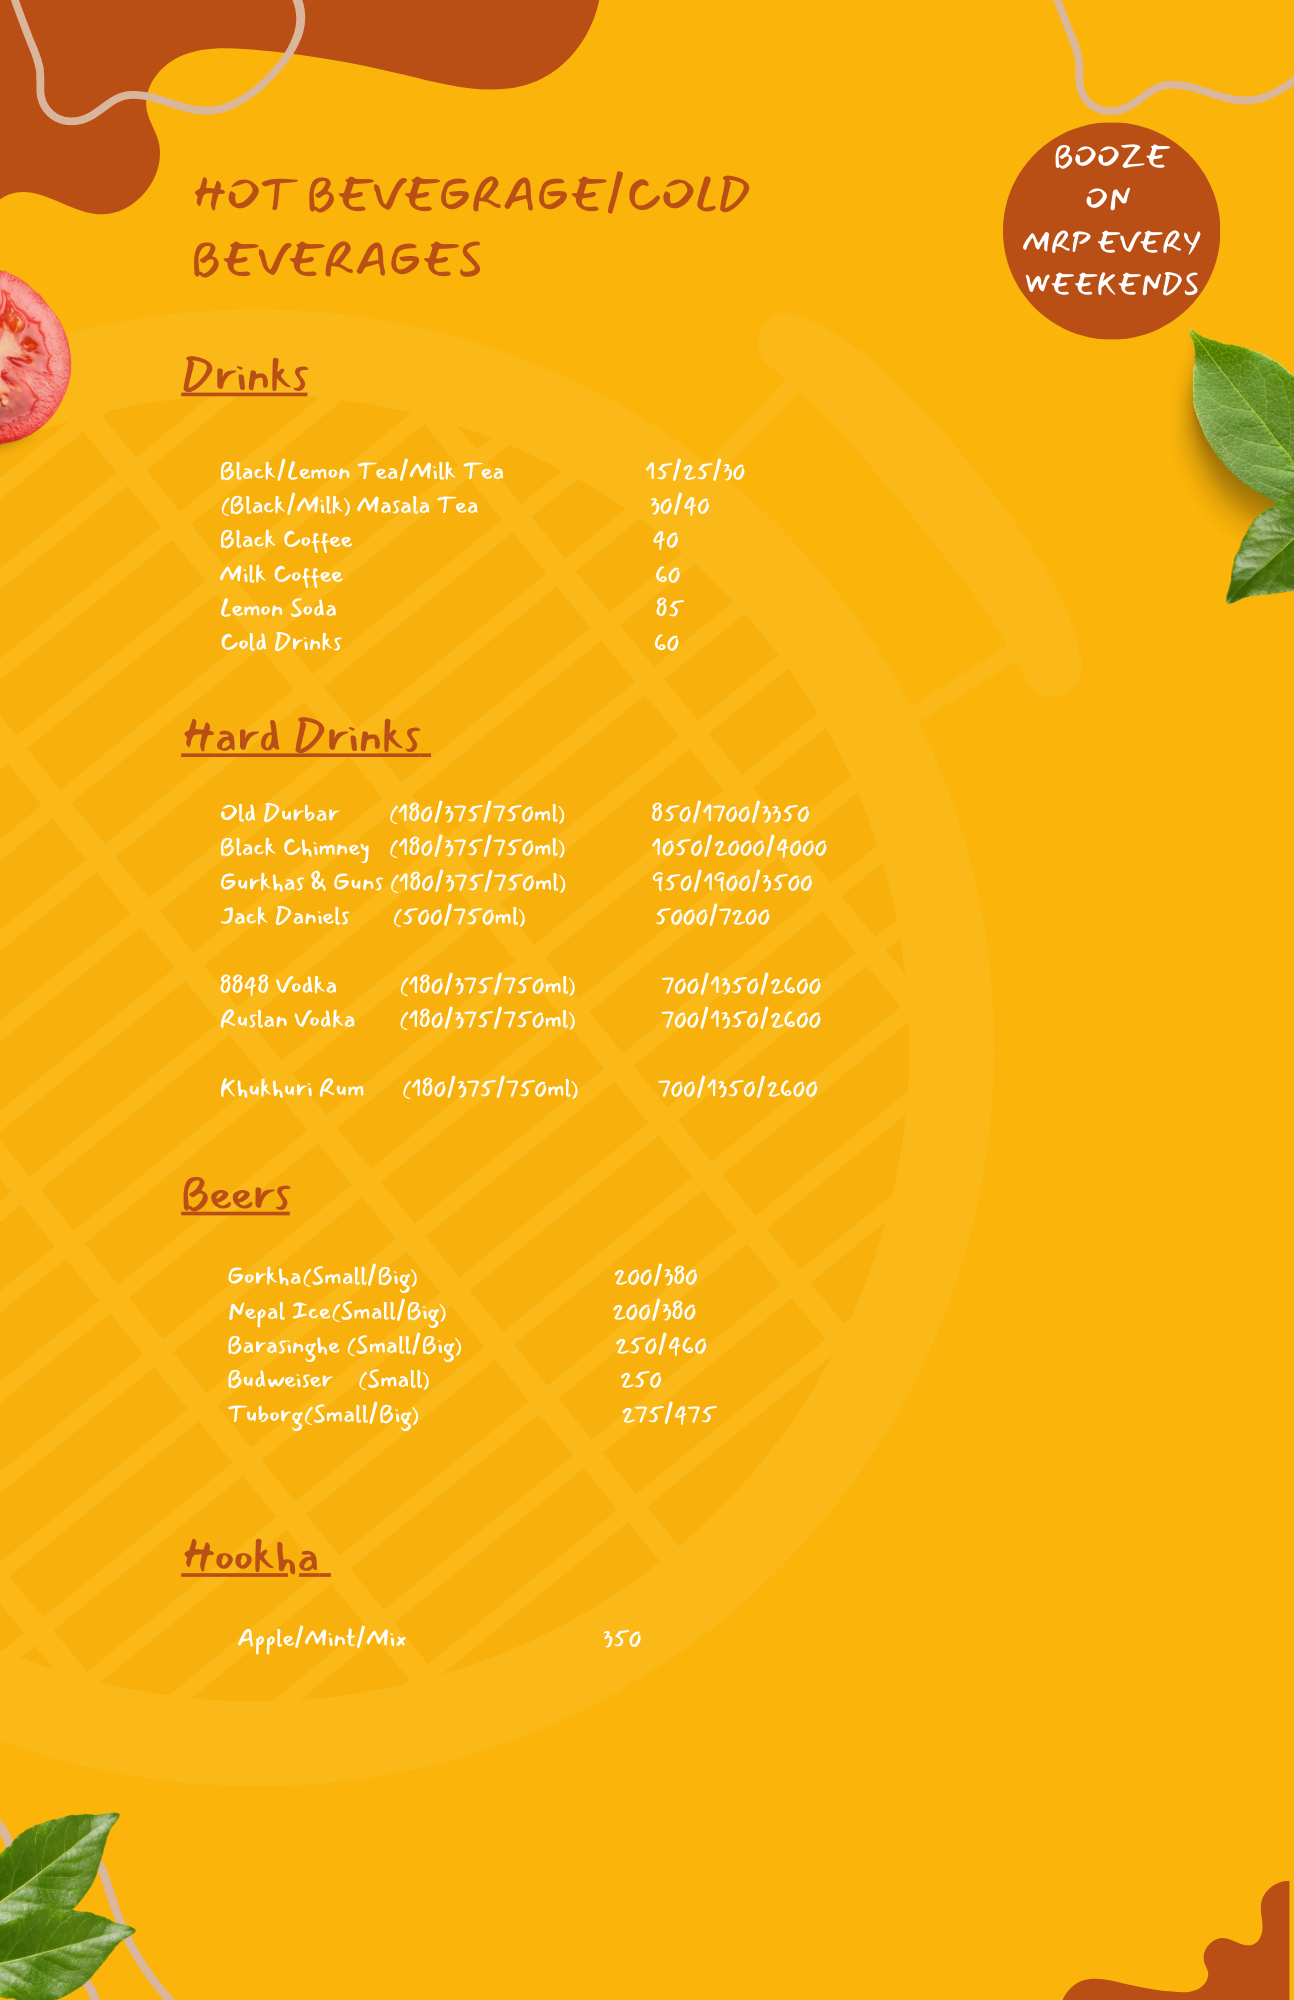 HOT BEVEGRAGE/COLD
BEVERAGES
BOOZE
ON
MRP EVERY
WEEKENDS
Drinks
Black/Lemon Tea/Milk Tea 15/25/30
(Black/Milk) Masala Tea 30/40
Black Coffee 40
Milk Coffee 60
Lemon Soda 85
Cold Drinks 60
Hard Drinks
Old Durbar (180/375/750ml) 850/1700/3350
Black Chimney (180/375/750ml) 1050/2000/4000
Gurkhas & Guns (180/375/750ml) 950/1900/3500
Jack Daniels (500/750ml) 5000/7200
8848 Vodka (180/375/750ml) 700/1350/2600
Ruslan Vodka (180/375/750ml) 700/1350/2600
Khukhuri Rum (180/375/750ml) 700/1350/2600
Beers
Gorkha(Small/Big) 200/380
Nepal Ice(Small/Big) 200/380
Barasinghe (Small/Big) 250/460
Budweiser (Small) 250
Tuborg(Small/Big) 275/475
Hookha
Apple/Mint/Mix 350